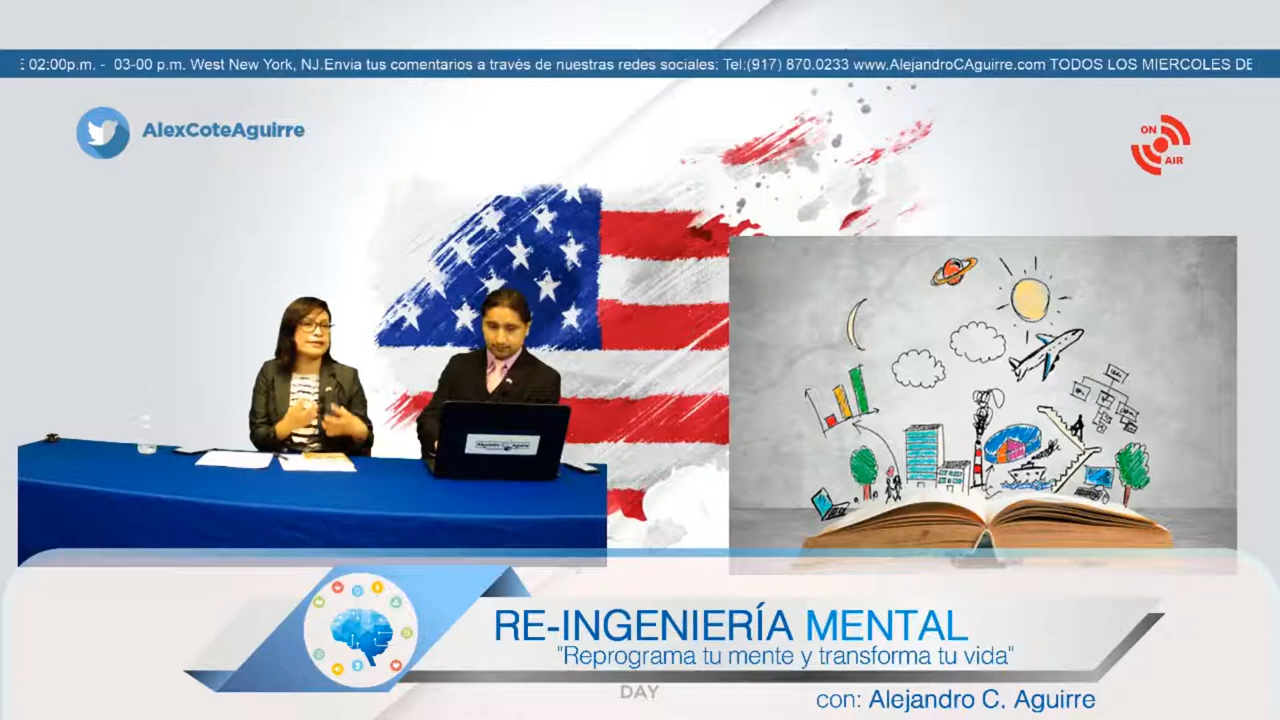 : 02:00p.m. - 03-00 p.m. West New York, NJ.Envia tus comentarios a través de nuestras redes sociales; Tel:(917) 870.0233 www.AlejandroCAguirre.com TODOS LOS MIERCOLES DE
AlexCoteAguirre
ON
AIR
Alejandro C. Aguirre
RE-INGENIERÍA MENTAL
"Reprograma tu mente y transforma tu vida"
DAY
con: Alejandro C. Aguirre